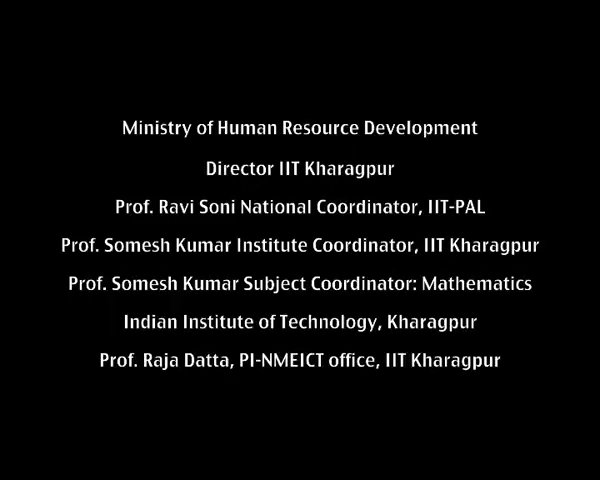 Ministry of Human Resource Development
Director IIT Kharagpur
Prof. Ravi Soni National Coordinator, IIT-PAL
Prof. Somesh Kumar Institute Coordinator, IIT Kharagpur
Prof. Somesh Kumar Subject Coordinator: Mathematics
Indian Institute of Technology, Kharagpur
Prof. Raja Datta, PI-NMEICT office, IIT Kharagpur